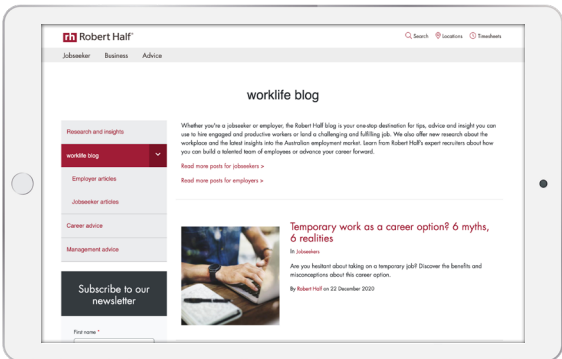 rh Robert Half®
Search Locations Timesheets
Jobseeker Business Advice
worklife blog
Research and insights
worklife blog
Employer articles
Jobseeker articles
Career advice
Management advice
Subscribe to our
newsletter
First name *
Whether you're a jobseeker or employer, the Robert Half blog is your one-stop destination for tips, advice and insight you can
use to hire engaged and productive workers or land a challenging and fulfilling job. We also offer new research about the
workplace and the latest insights into the Australian employment market. Learn from Robert Half's expert recruiters about how
you can build a talented team of employees or advance your career forward.
Read more posts for jobseekers >
Read more posts for employers >
Temporary work as a career option? 6 myths,
6 realities
In Jobseekers
Are you hesitant about taking on a temporary job? Discover the benefits and
misconceptions about this career option.
By Robert Half on 22 December 2020